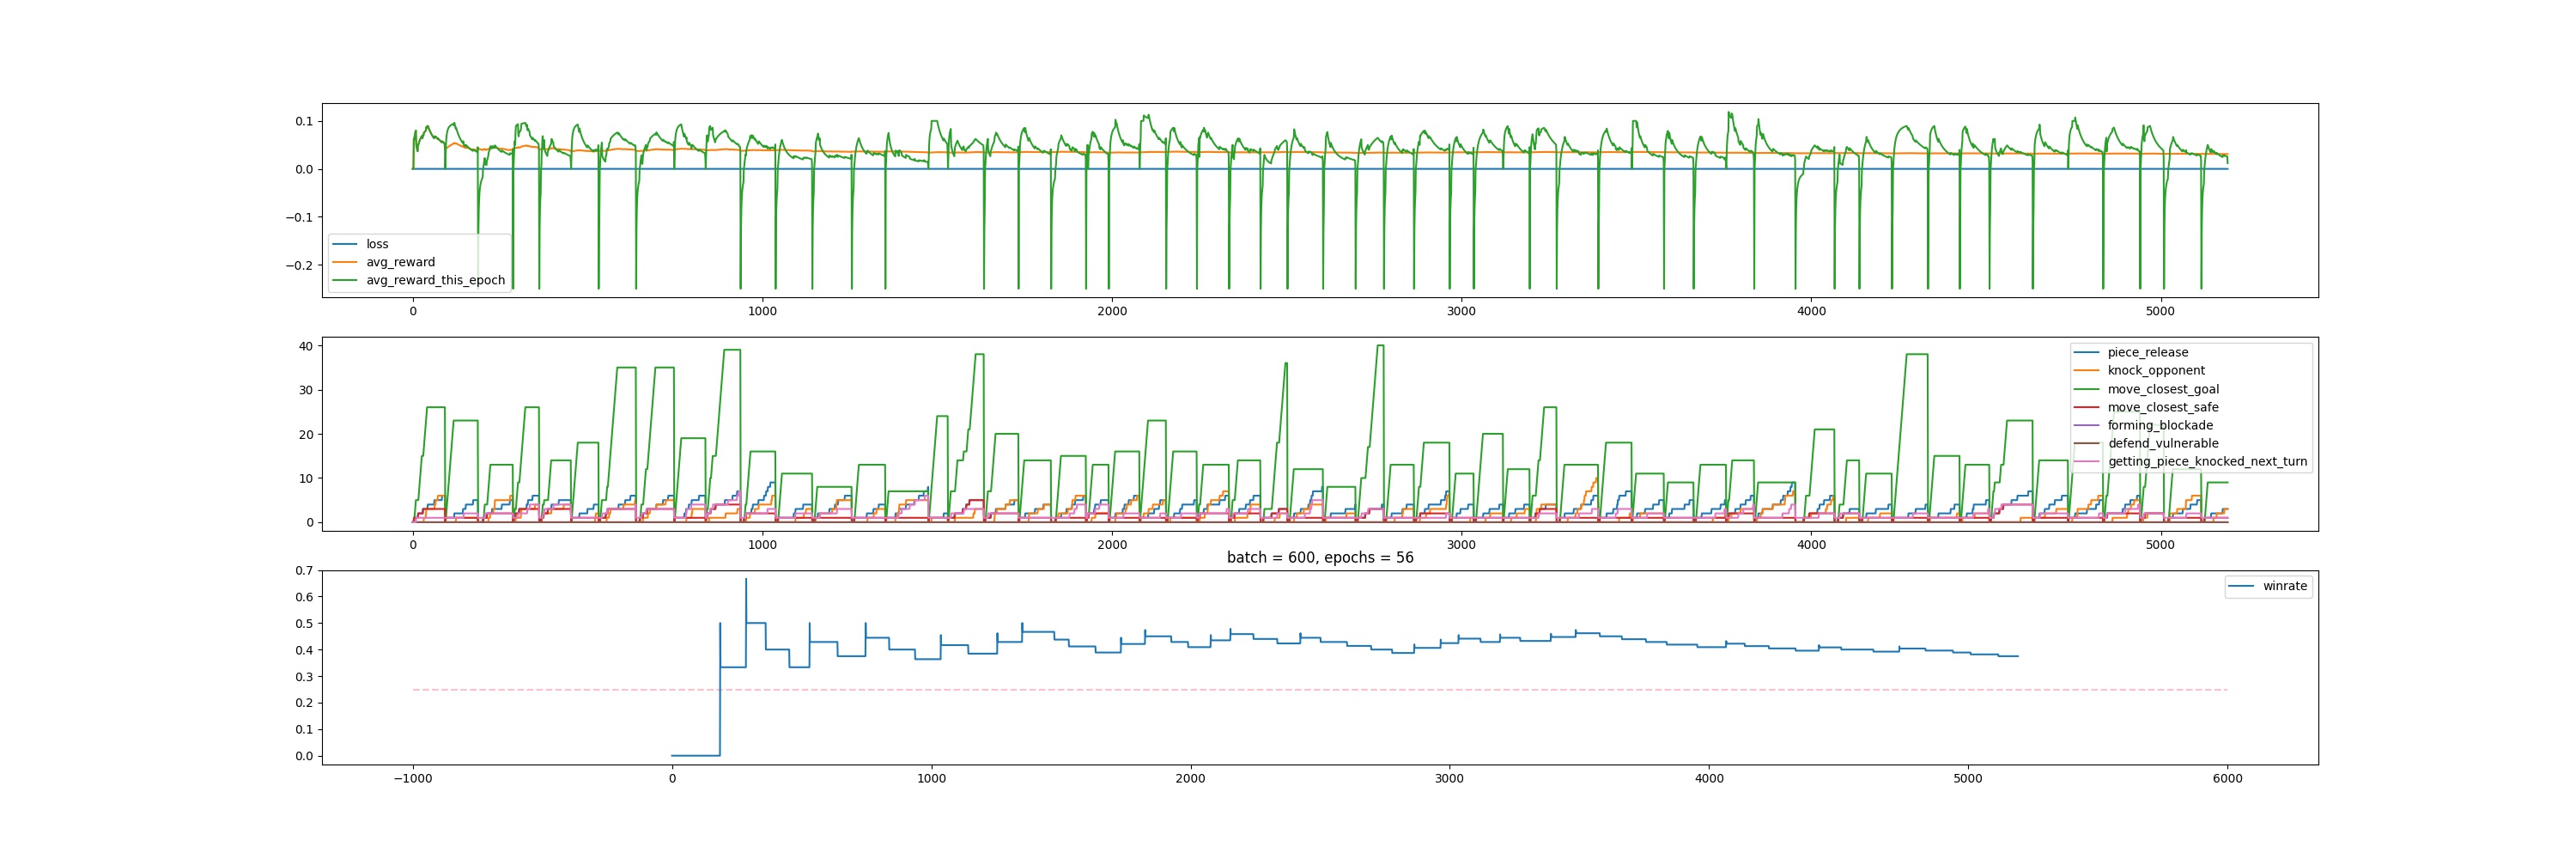 0.1
0.0
−0.1
−0.2
loss
avg_reward
avg_reward_this_epoch
0 1000 2000 3000 4000 5000
40
30
20
10
0
piece_release
knock_opponent
move_closest_goal
move_closest_safe
forming_blockade
defend_vulnerable
getting_piece_knocked_next_turn
0 1000 2000 3000 4000 5000
batch = 600, epochs = 56
0.7
0.6
0.5
0.4
0.3
0.2
0.1
0.0
winrate
−1000 0 1000 2000 3000 4000 5000 6000